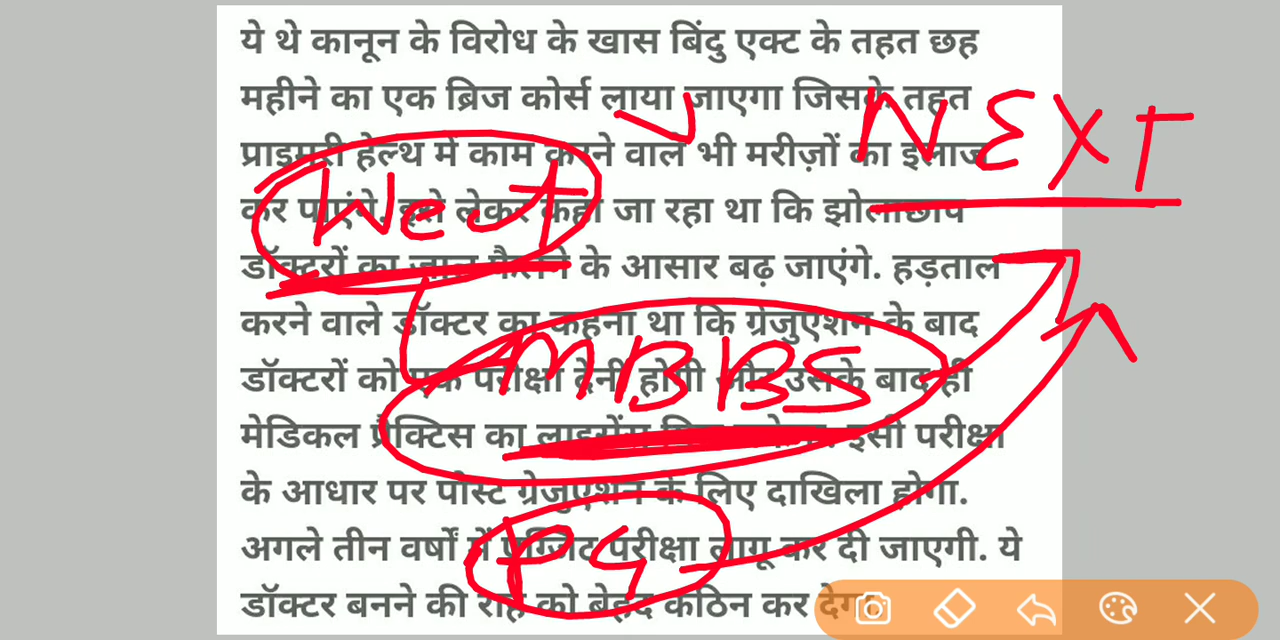 ये थे कानून के विरोध के खास बिंदु एक्ट के तहत छह
महीने का एक ब्रिज कोर्स लाया जाएगा जिसके तहत
NEXT
प्राइमरी हेल्थ में काम करने वाले भी मरीज़ों का इलाज
कर पाएंगे. इसे लेकर कहा जा रहा था कि झोलाछाप
डॉक्टरों का जाल फैलने के आसार बढ़ जाएंगे. हड़ताल
करने वाले डॉक्टर का कहना था कि ग्रेजुएशन के बाद
MBBS
डॉक्टरों को एक परीक्षा देनी होगी और उसके बाद ही
मेडिकल प्रैक्टिस का लाइसेंस इसी परीक्षा
के आधार पर पोस्ट ग्रेजुएशन के लिए दाखिला होगा.
PG
अगले तीन वर्षों में एग्जिट परीक्षा लागू कर दी जाएगी. ये
डॉक्टर बनने की राह को बेहद कठिन कर देगा